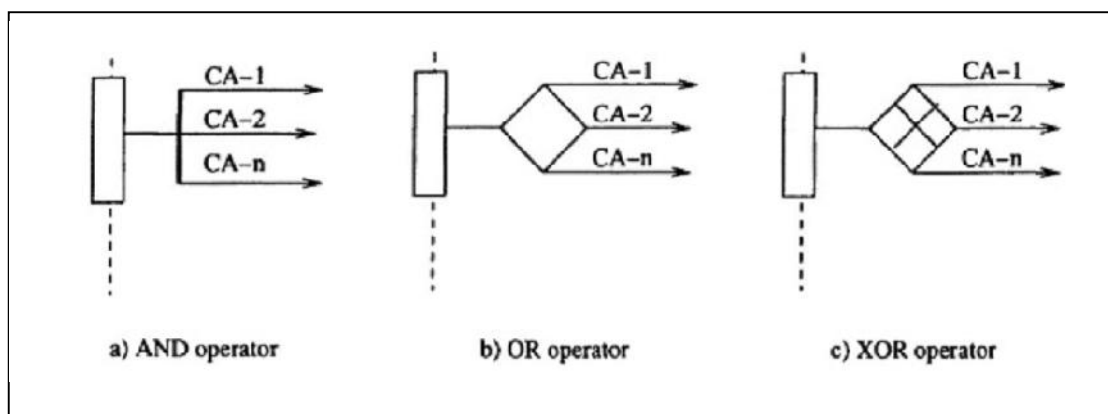 CA-1
CA-2
CA-n
a) AND operator
CA-1
CA-2
CA-n
b) OR operator
CA-1
CA-2
CA-n
c) XOR operator